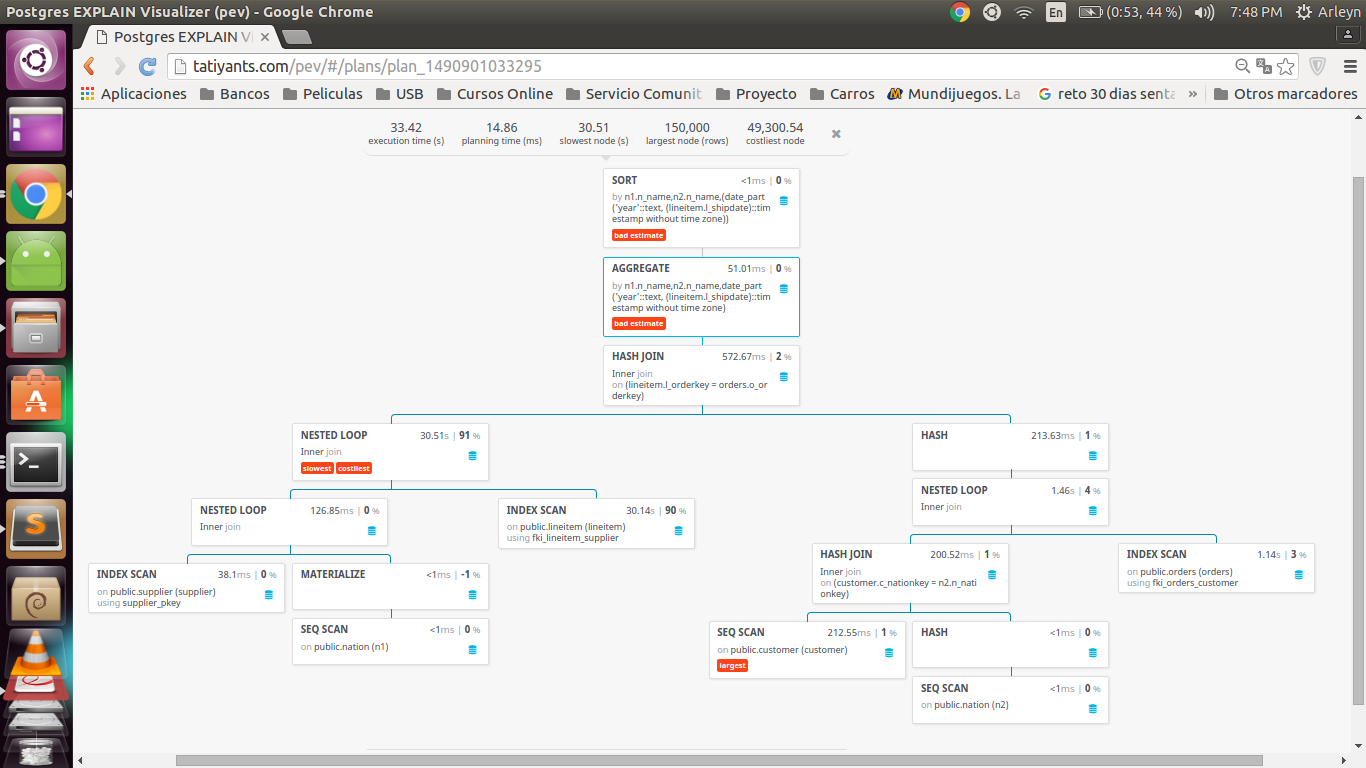 Postgres EXPLAIN Visualizer (pev) - Google Chrome
En
(0:53, 44 %)
7:48 PM
Arleyn
Postgres EXPLAIN V
tatiyants.com/pev/#/plans/plan_1490901033295
Aplicaciones
Bancos
Peliculas
USB
Cursos Online
Servicio Comunit
Proyecto
Carros
Mundijuegos. La
reto 30 dias senta
»
Otros marcadores
33.42
execution time (s)
14.86
planning time (ms)
30.51
slowest node (s)
150,000
largest node (rows)
49,300.54
costliest node
SORT
<1ms | 0 %
by n1.n_name,n2.n_name,(date_part
('year'::text, (lineitem.l_shipdate)::tim
estamp without time zone))
bad estimate
AGGREGATE
51.01ms | 0 %
by n1.n_name,n2.n_name,date_part
('year'::text, (lineitem.l_shipdate)::tim
estamp without time zone)
bad estimate
HASH JOIN
572.67ms | 2 %
Inner join
on (lineitem.l_orderkey = orders.o_or
derkey)
NESTED LOOP
30.51s | 91 %
Inner join
slowest costliest
HASH
213.63ms | 1 %
NESTED LOOP
126.85ms | 0 %
Inner join
INDEX SCAN
30.14s | 90 %
on public.lineitem (lineitem)
using fki_lineitem_supplier
NESTED LOOP
1.46s | 4 %
Inner join
INDEX SCAN
38.1ms | 0 %
on public.supplier (supplier)
using supplier_pkey
MATERIALIZE
<1ms | -1 %
HASH JOIN
200.52ms | 1 %
Inner join
on (customer.c_nationkey = n2.n_nati
onkey)
INDEX SCAN
1.14s | 3 %
on public.orders (orders)
using fki_orders_customer
SEQ SCAN
<1ms | 0 %
on public.nation (n1)
SEQ SCAN
212.55ms | 1 %
on public.customer (customer)
largest
HASH
<1ms | 0 %
SEQ SCAN
<1ms | 0 %
on public.nation (n2)